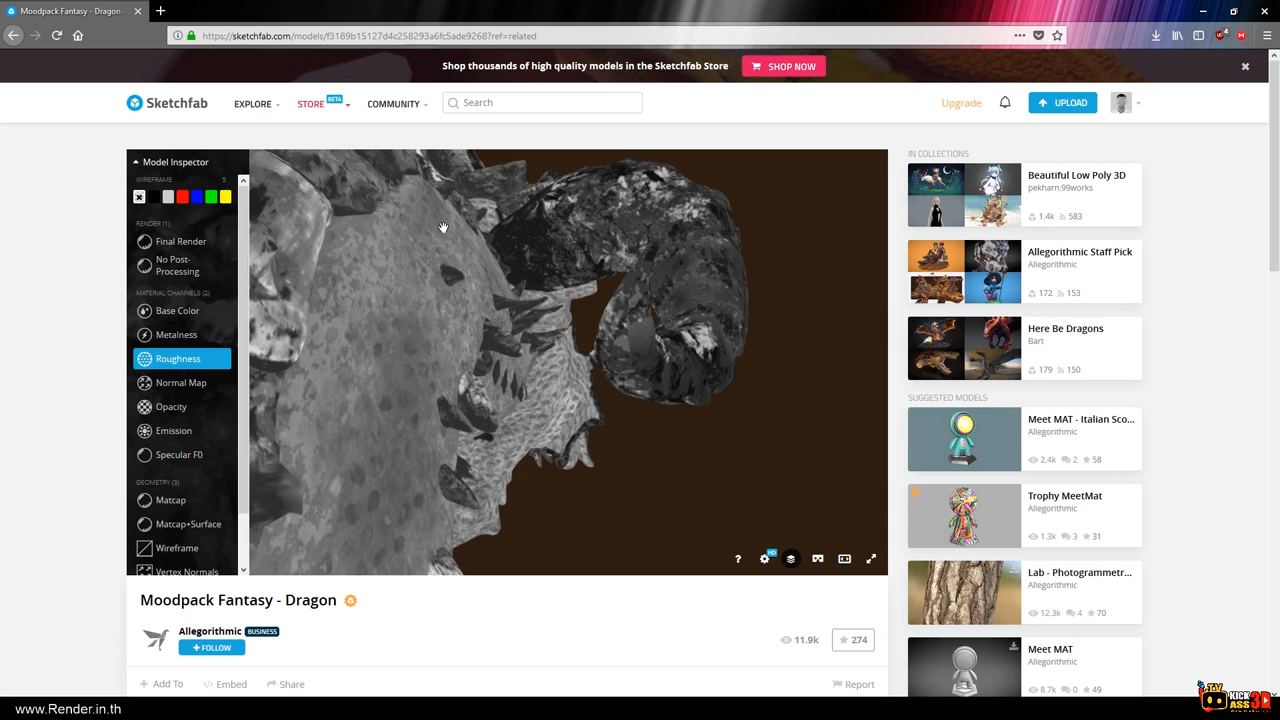 Moodpack Fantasy - Dragon -
https://sketchfab.com/models/f3189b15127d4c258293a6fc5ade9268?ref=related
Shop thousands of high quality models in the Sketchfab Store
SHOP NOW
Sketchfab
EXPLORE
STORE
BETA
COMMUNITY
Search
Upgrade
UPLOAD
Model Inspector
WIREFRAME
5
RENDER (1)
Final Render
No Post-
Processing
MATERIAL CHANNELS (2)
Base Color
Metalness
Roughness
Normal Map
Opacity
Emission
Specular F0
GEOMETRY (3)
Matcap
Matcap+Surface
Wireframe
Vertex Normals
?
HD
Moodpack Fantasy - Dragon
Allegorithmic BUSINESS
+ FOLLOW
11.9k
274
+ Add To
</> Embed
Share
Report
IN COLLECTIONS
Beautiful Low Poly 3D
pekharn.99works
1.4k 583
Allegorithmic Staff Pick
Allegorithmic
172 153
Here Be Dragons
Bart
179 150
SUGGESTED MODELS
Meet MAT - Italian Sco...
Allegorithmic
2.4k 2 58
Trophy MeetMat
Allegorithmic
1.3k 3 31
Lab - Photogrammetr...
Allegorithmic
12.3k 4 70
Meet MAT
Allegorithmic
8.7k 0 49
www.Render.in.th
TV
KICK
ASS3D